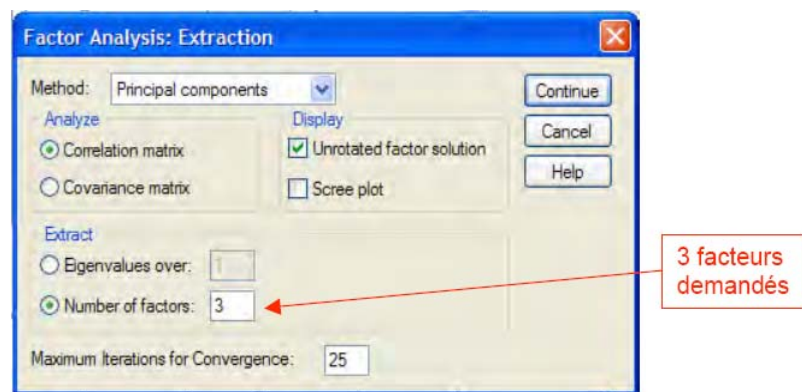 Factor Analysis: Extraction
Method: Principal components
Continue
Analyze
Display
Cancel
Correlation matrix
Unrotated factor solution
Help
Covariance matrix
Scree plot
Extract
Eigenvalues over: 1
Number of factors: 3
3 facteurs
demandés
Maximum Iterations for Convergence: 25